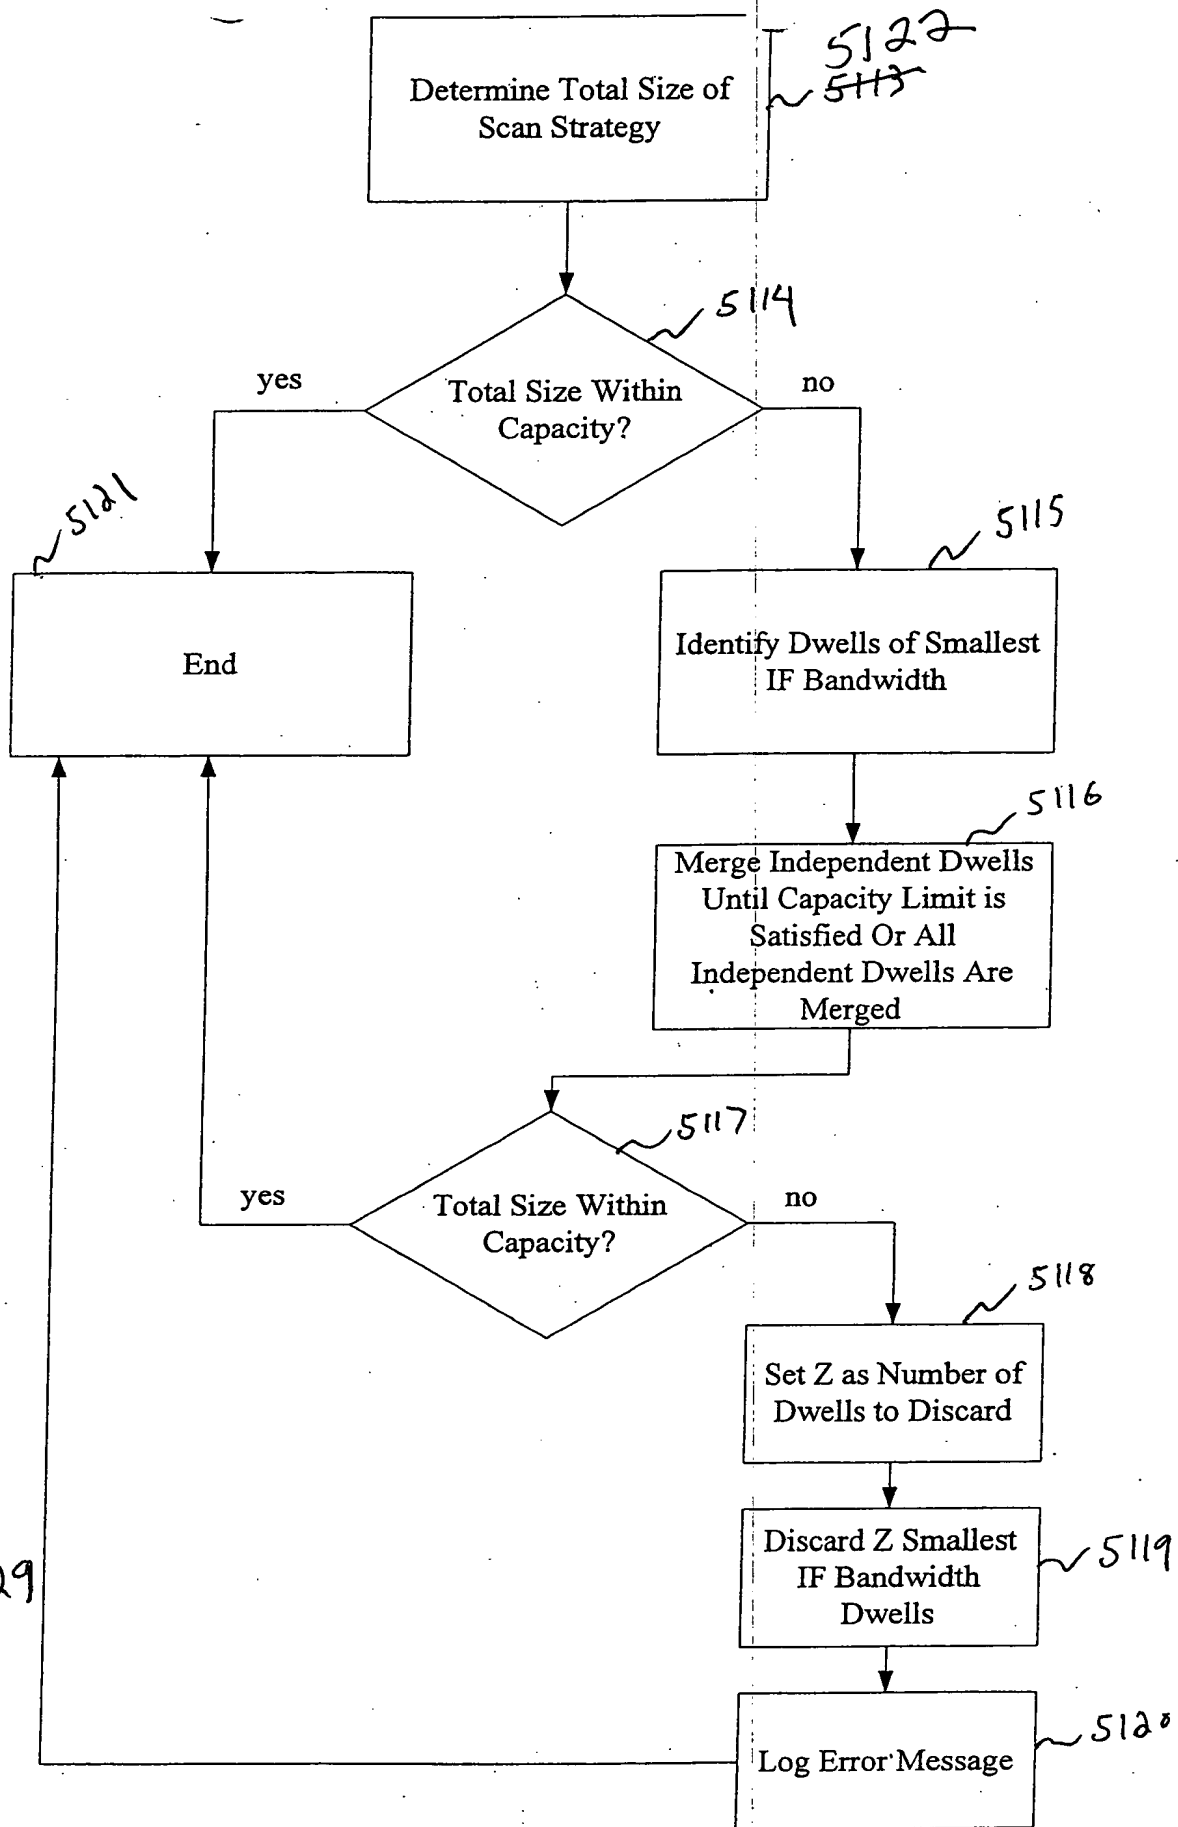 5122
5113
Determine Total Size of
Scan Strategy
5114
yes
Total Size Within
Capacity?
no
5121
5115
End
Identify Dwells of Smallest
IF Bandwidth
5116
Merge Independent Dwells
Until Capacity Limit is
Satisfied Or All
Independent Dwells Are
Merged
5117
yes
Total Size Within
Capacity?
no
5118
Set Z as Number of
Dwells to Discard
29
Discard Z Smallest
IF Bandwidth
Dwells
5119
Log Error Message
5120